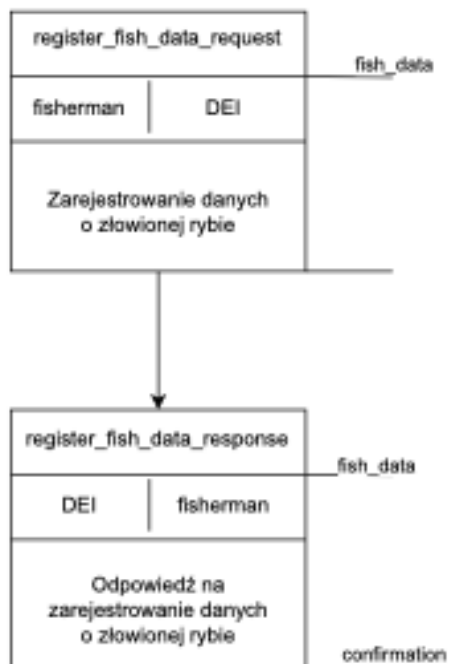 register_fish_data_request
fish_data
fisherman DEI
Zarejestrowanie danych
o złowionej rybie
register_fish_data_response
fish_data
DEI fisherman
Odpowiedź na
zarejestrowanie danych
o złowionej rybie
confirmation